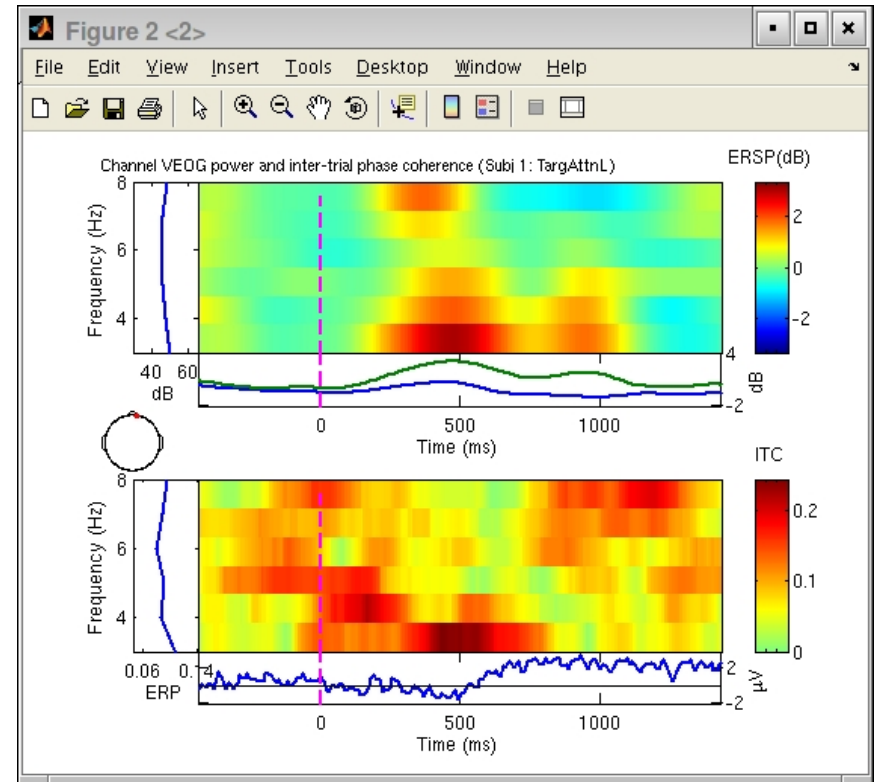 Figure 2 <2>
File Edit View Insert Tools Desktop Window Help
Channel VEOG power and inter-trial phase coherence (Subj 1: TargAttnL)
ERSP(dB)
8
6
4
Frequency (Hz)
2
0
-2
40 60
dB
4
-2
dB
0 500 1000
Time (ms)
ITC
8
6
4
Frequency (Hz)
0.2
0.1
0
0.06 0.14
ERP
2
-2
µV
0 500 1000
Time (ms)